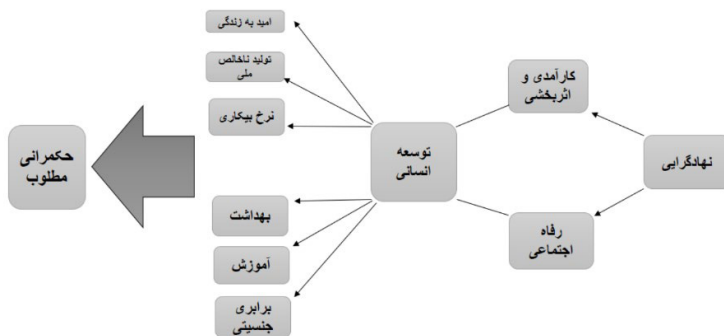 نهادگرایی
کارآمدی و
اثربخشی
رفاه
اجتماعی
توسعه
انسانی
امید به زندگی
تولید ناخالص
ملی
نرخ بیکاری
بهداشت
آموزش
برابری
جنسیتی
حکمرانی
مطلوب